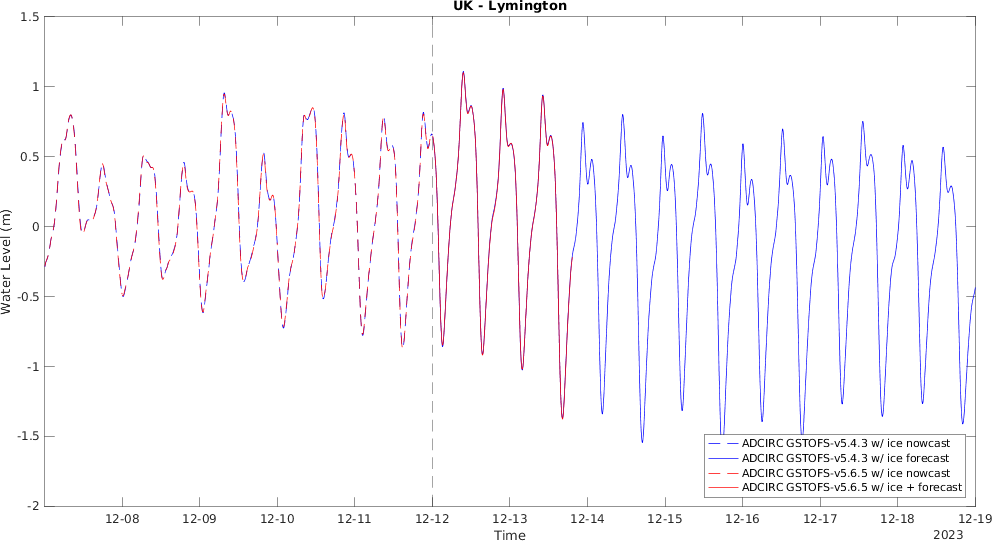 UK - Lymington
1.5
1
0.5
0
-0.5
-1
-1.5
-2
Water Level (m)
12-08 12-09 12-10 12-11 12-12 12-13 12-14 12-15 12-16 12-17 12-18 12-19
Time
2023
ADCIRC GSTOFS-v5.4.3 w/ ice nowcast
ADCIRC GSTOFS-v5.4.3 w/ ice forecast
ADCIRC GSTOFS-v5.6.5 w/ ice nowcast
ADCIRC GSTOFS-v5.6.5 w/ ice + forecast